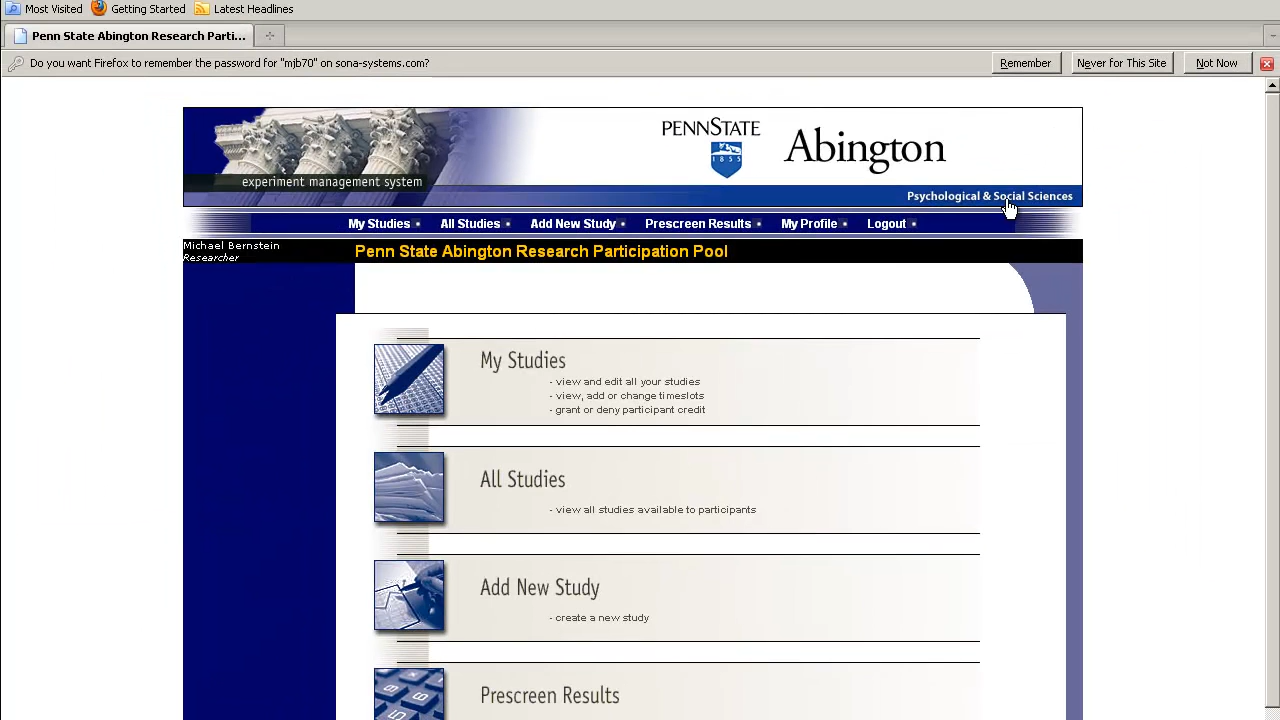 Most Visited Getting Started Latest Headlines
Penn State Abington Research Parti...
Do you want Firefox to remember the password for "mjb70" on sona-systems.com? Remember Never for This Site Not Now
PENNSTATE
1855
Abington
experiment management system
Psychological & Social Sciences
My Studies All Studies Add New Study Prescreen Results My Profile Logout
Michael Bernstein
Researcher
Penn State Abington Research Participation Pool
My Studies
- view and edit all your studies
- view, add or change timeslots
- grant or deny participant credit
All Studies
- view all studies available to participants
Add New Study
- create a new study
Prescreen Results